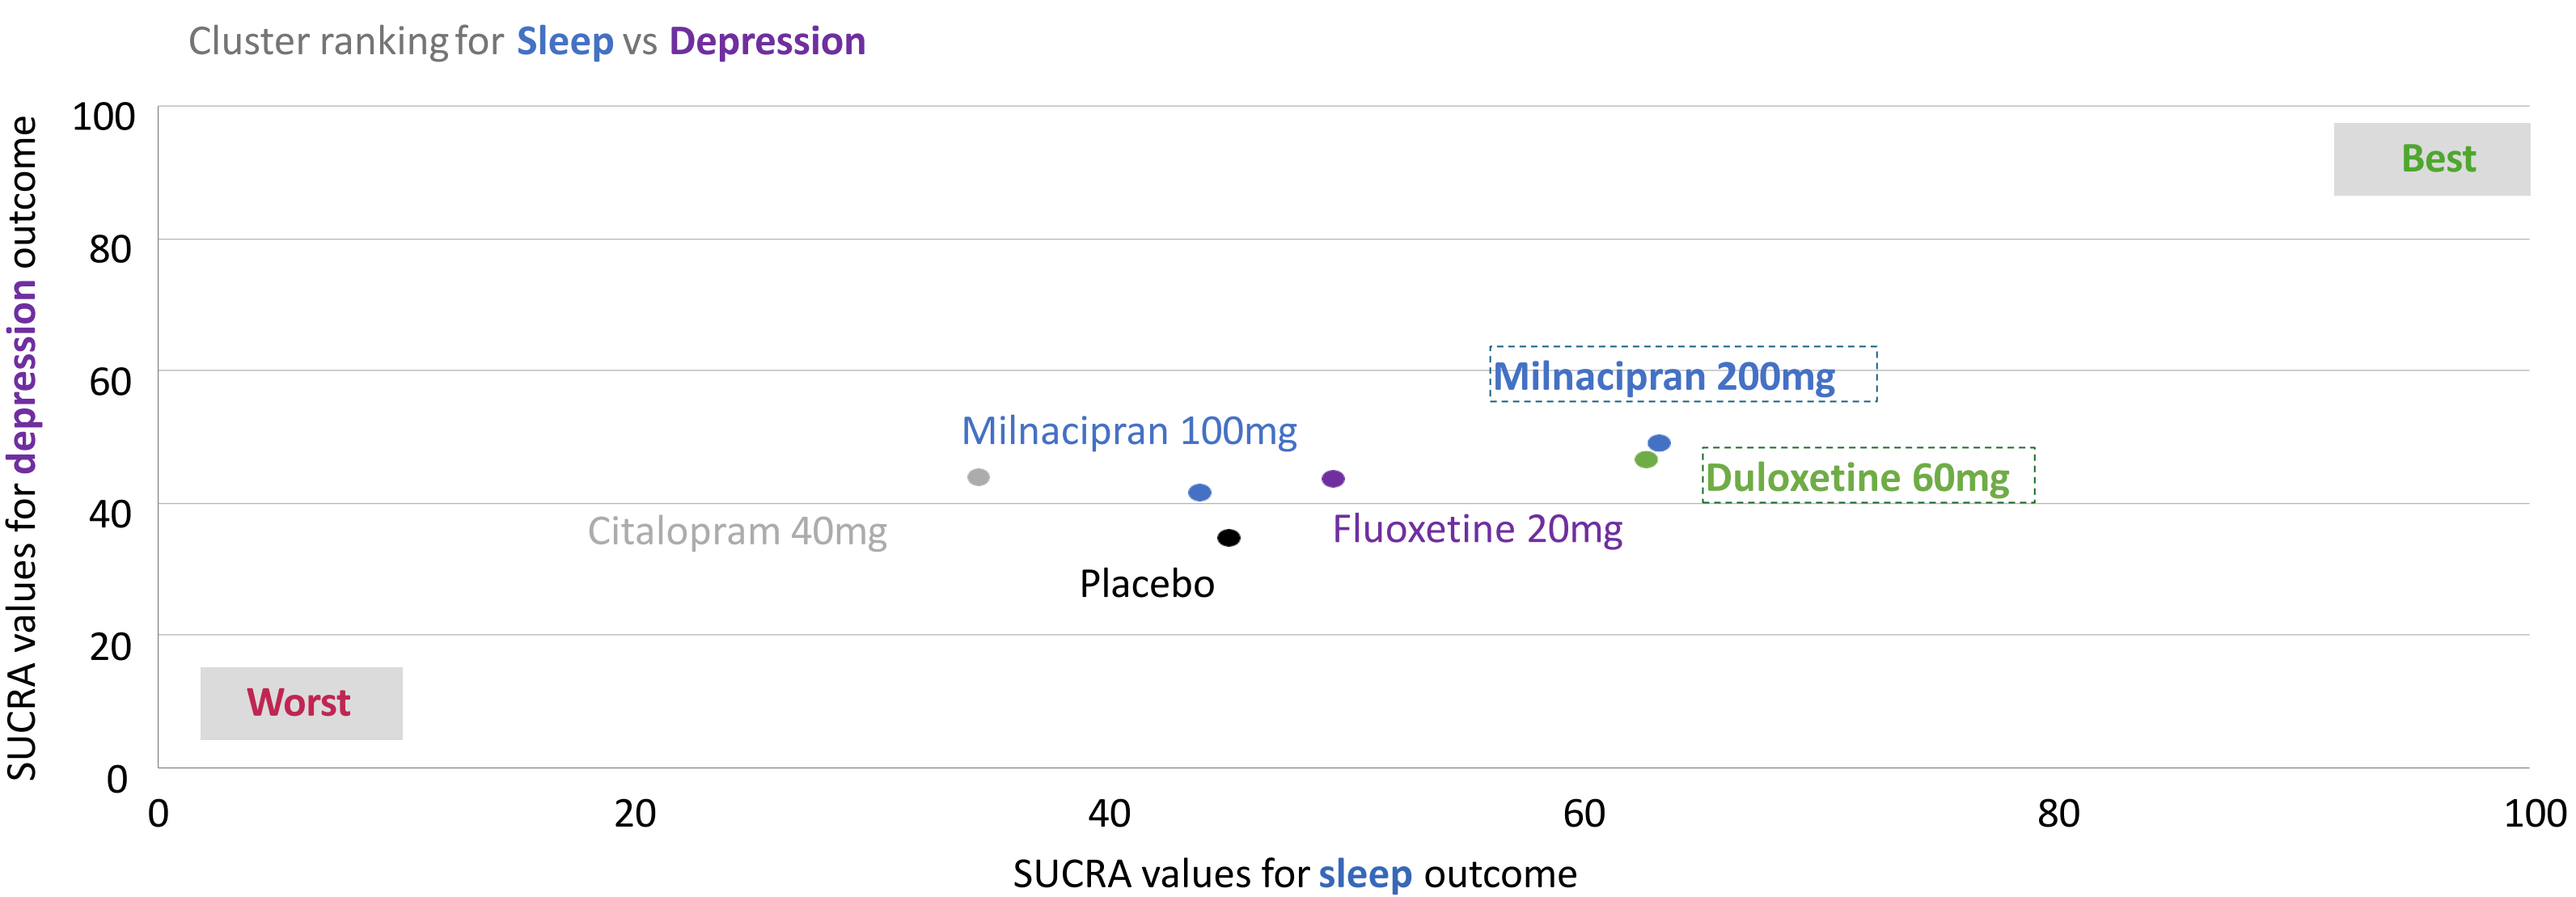 Cluster ranking for Sleep vs Depression
SUCRA values for depression outcome
100
80
60
40
20
0
Best
Milnacipran 200mg
Milnacipran 100mg
Duloxetine 60mg
Citalopram 40mg
Fluoxetine 20mg
Placebo
Worst
0 20 40 60 80 100
SUCRA values for sleep outcome